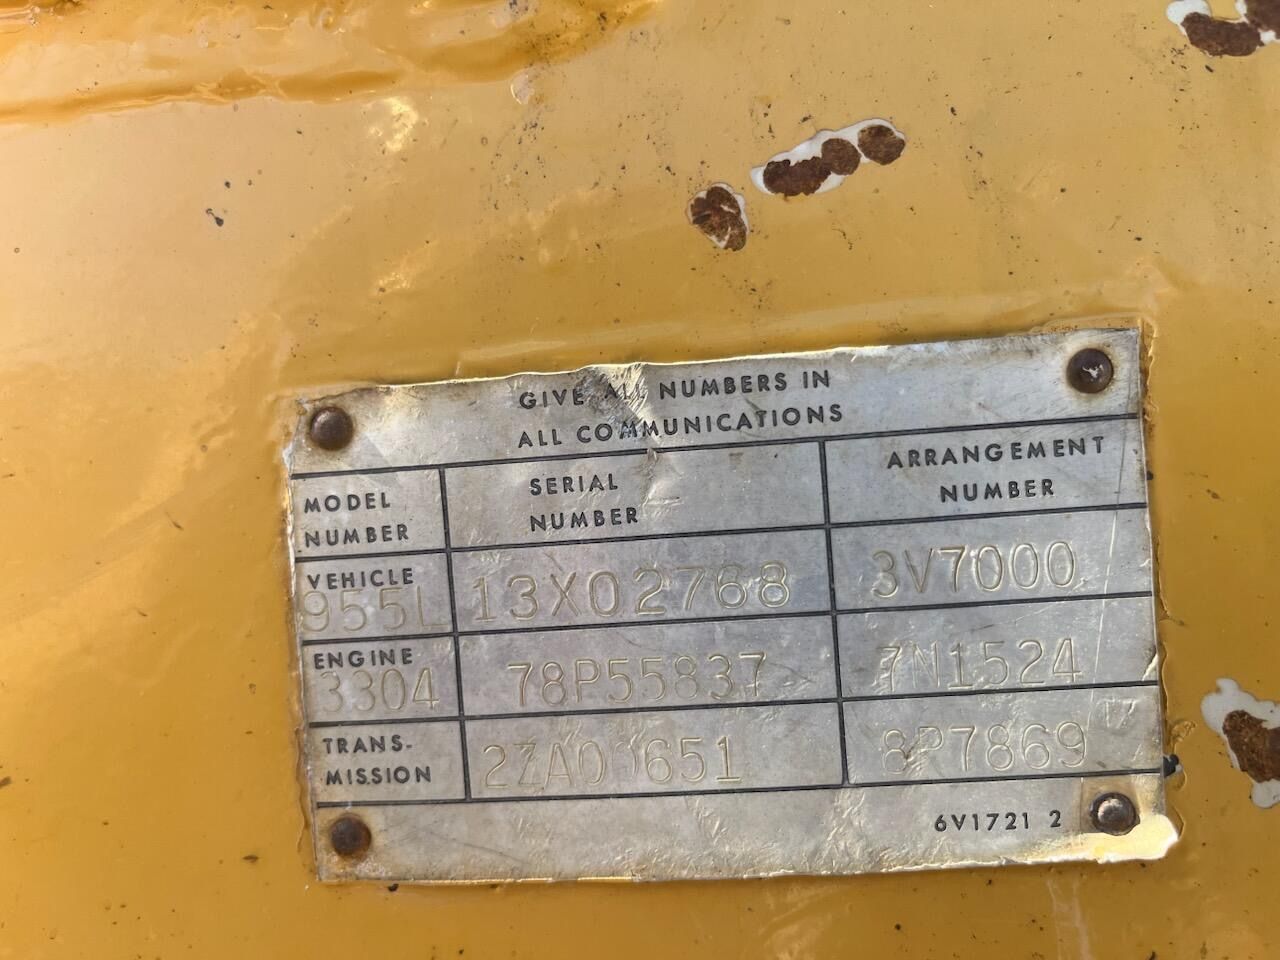 GIVE ALL NUMBERS IN
ALL COMMUNICATIONS
MODEL
NUMBER
SERIAL
NUMBER
ARRANGEMENT
NUMBER
VEHICLE
955L
13X02768
3V7000
ENGINE
3304
78P55837
7N1524
TRANS-
MISSION
2ZA00651
8P7869
6V1721 2